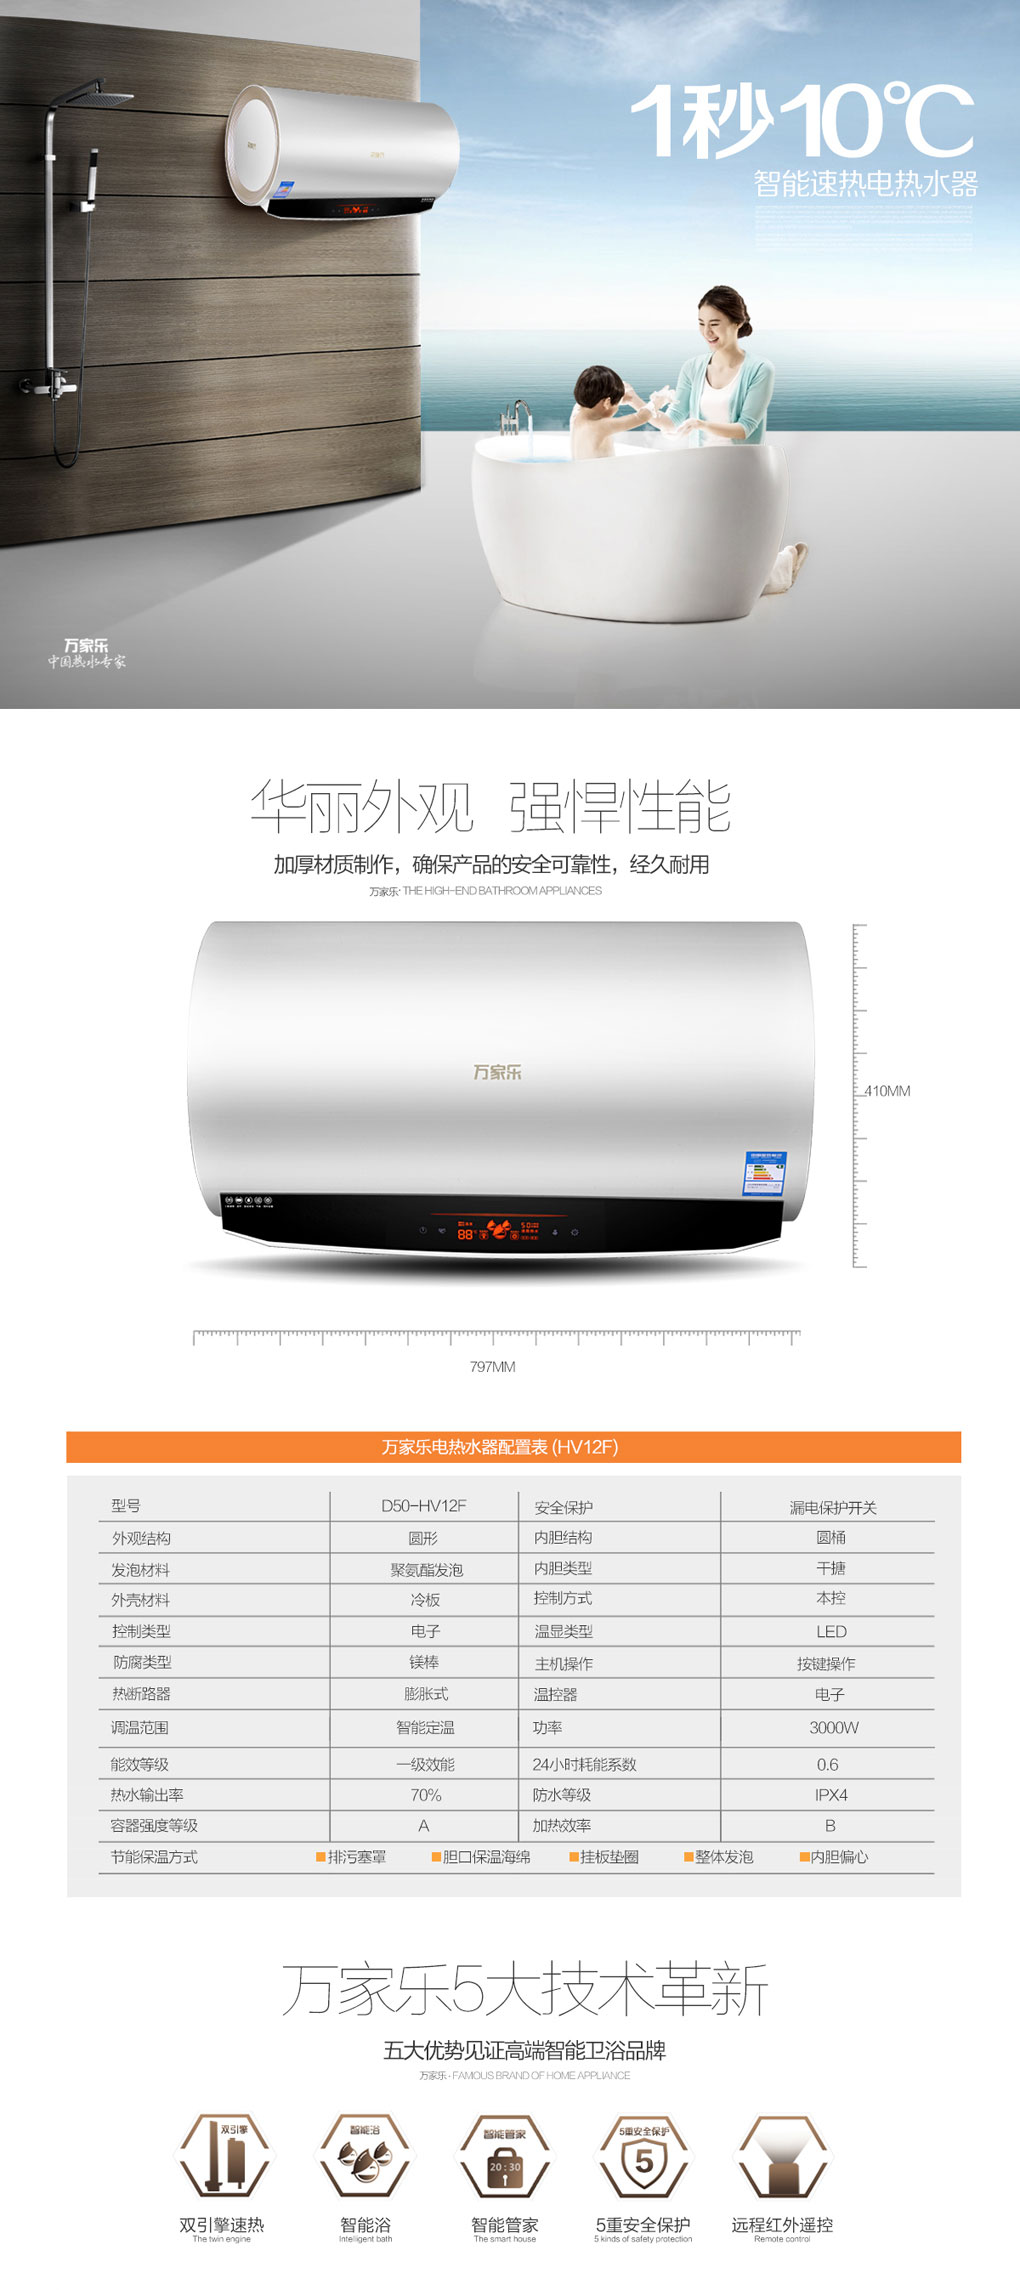 1秒10℃
智能速热电热水器
万家乐
中国热水专家
华丽外观 强悍性能
加厚材质制作，确保产品的安全可靠性，经久耐用
万家乐·THE HIGH-END BATHROOM APPLIANCES
万家乐
410MM
88
50
797MM
万家乐电热水器配置表 (HV12F)
型号 D50-HV12F 安全保护 漏电保护开关
外观结构 圆形 内胆结构 圆桶
发泡材料 聚氨酯发泡 内胆类型 干搪
外壳材料 冷板 控制方式 本控
控制类型 电子 温显类型 LED
防腐类型 镁棒 主机操作 按键操作
热断路器 膨胀式 温控器 电子
调温范围 智能定温 功率 3000W
能效等级 一级效能 24小时耗能系数 0.6
热水输出率 70% 防水等级 IPX4
容器强度等级 A 加热效率 B
节能保温方式 排污塞罩 胆口保温海绵 挂板垫圈 整体发泡 内胆偏心
万家乐5大技术革新
五大优势见证高端智能卫浴品牌
万家乐·FAMOUS BRAND OF HOME APPLIANCE
双引擎 智能浴 智能管家 5重安全保护
20:30 5
双引擎速热 智能浴 智能管家 5重安全保护 远程红外遥控
The twin engine Intelligent bath The smart house 5 kinds of safety protection Remote control